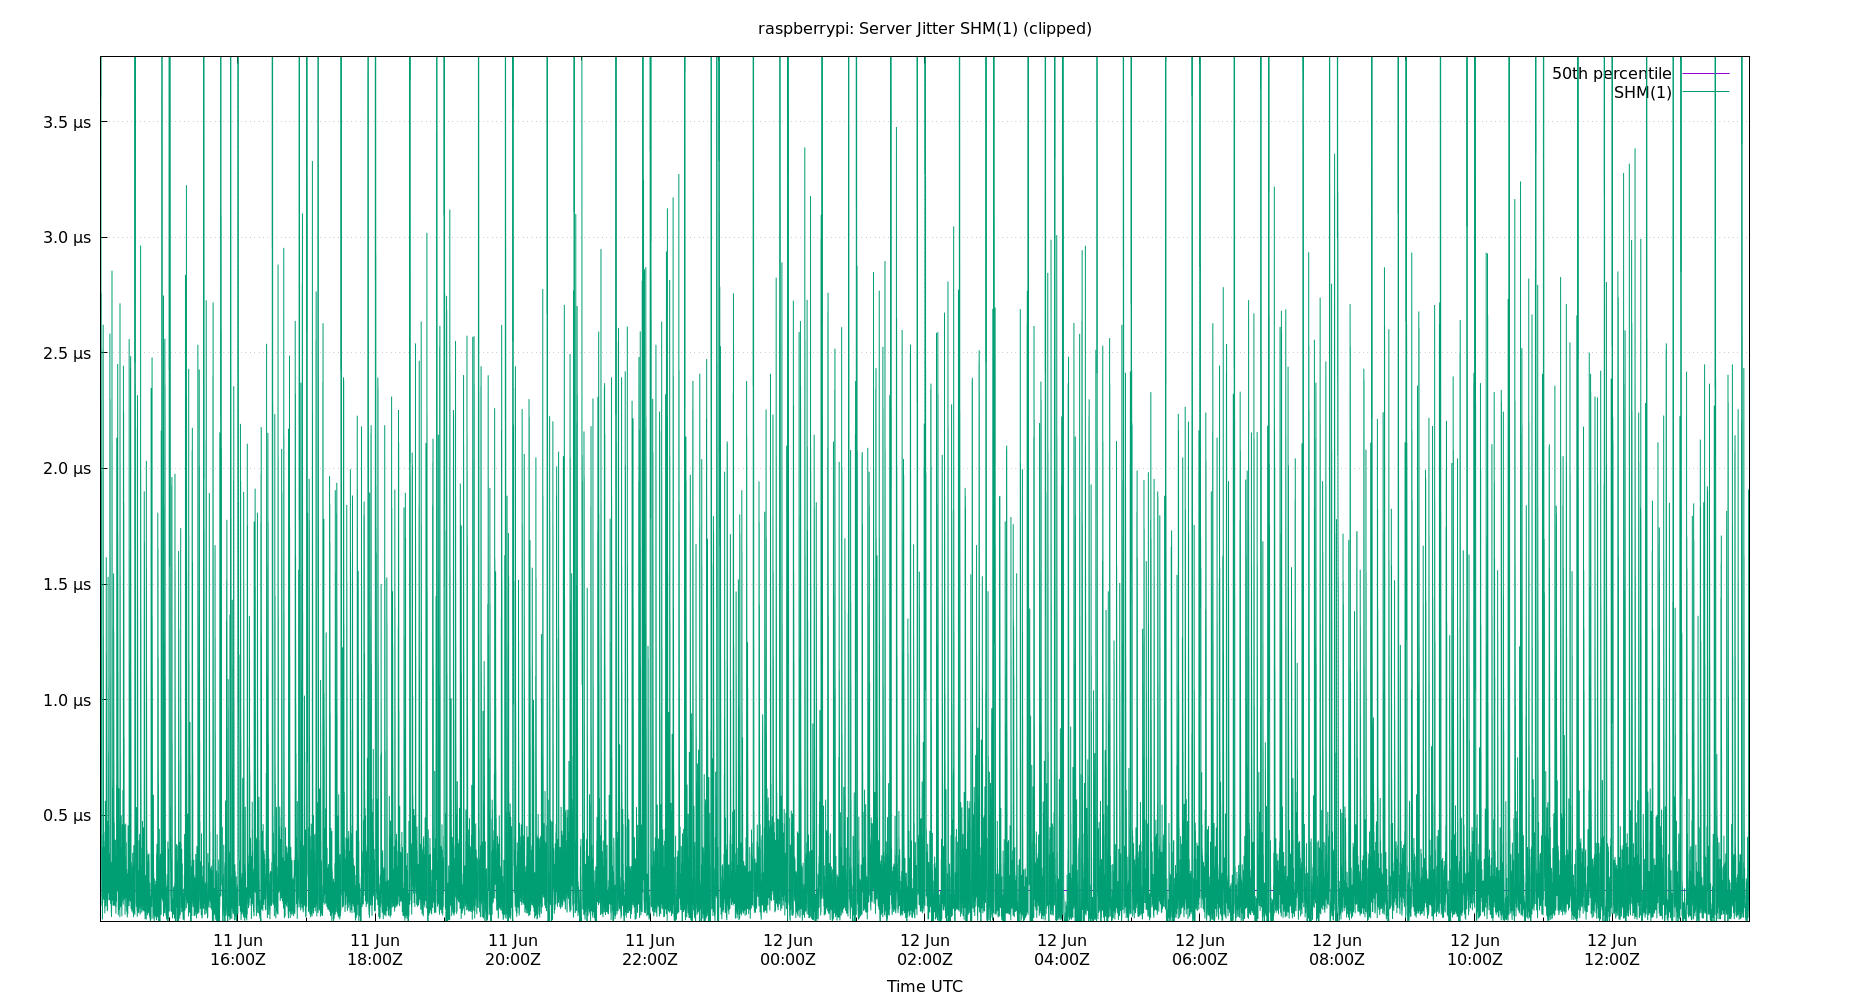 raspberrypi: Server Jitter SHM(1) (clipped)
50th percentile
SHM(1)
3.5 µs
3.0 µs
2.5 µs
2.0 µs
1.5 µs
1.0 µs
0.5 µs
11 Jun 11 Jun 11 Jun 11 Jun 12 Jun 12 Jun 12 Jun 12 Jun 12 Jun 12 Jun 12 Jun
16:00Z 18:00Z 20:00Z 22:00Z 00:00Z 02:00Z 04:00Z 06:00Z 08:00Z 10:00Z 12:00Z
Time UTC